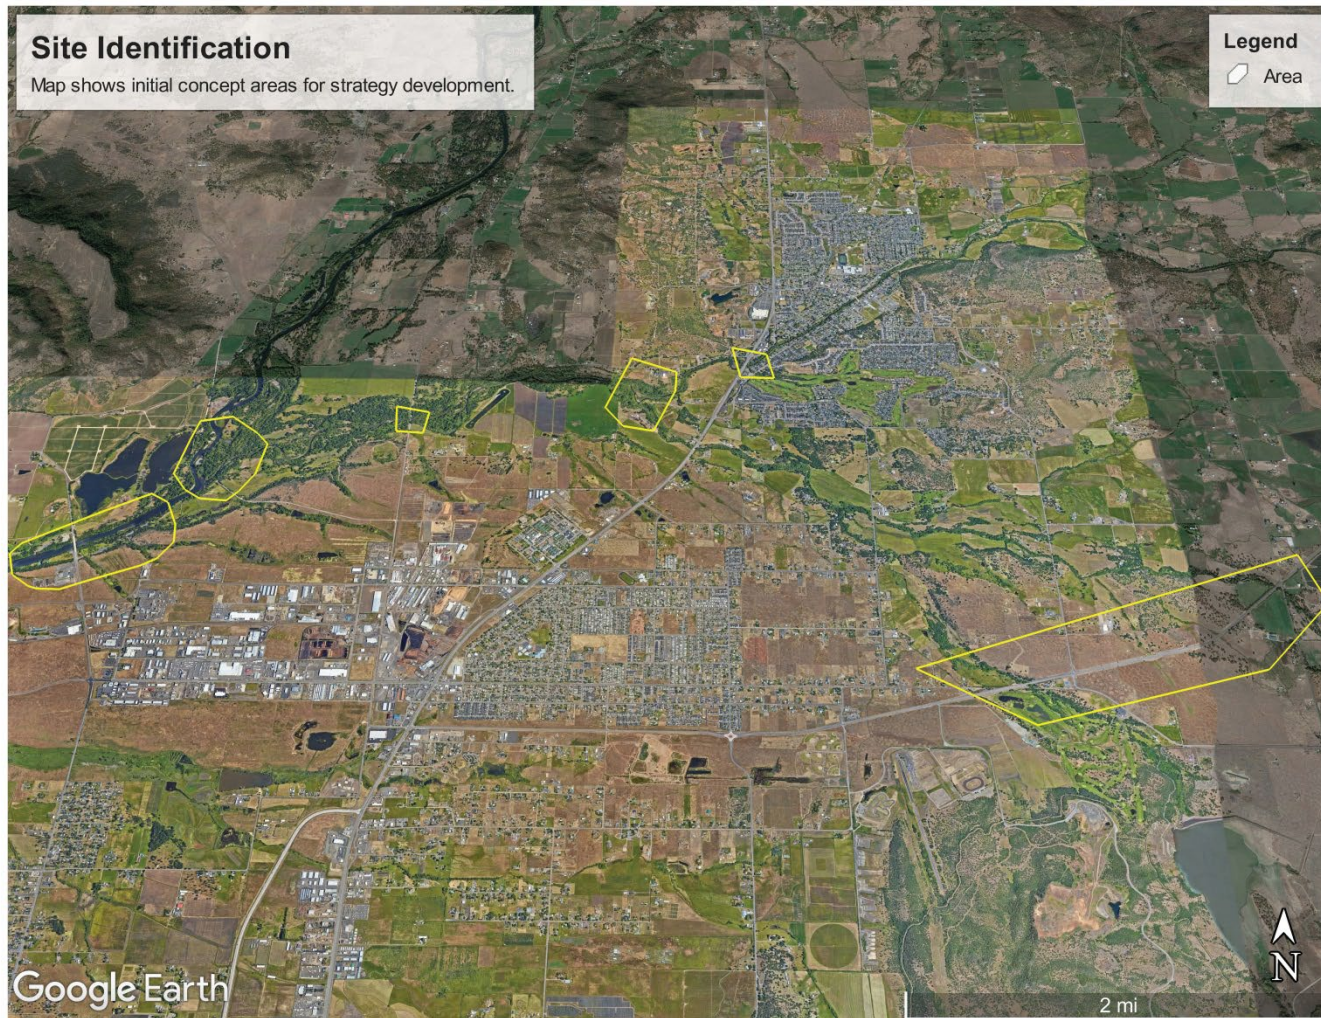 Site Identification
Map shows initial concept areas for strategy development.
Legend
Area
Google Earth
N
2 mi